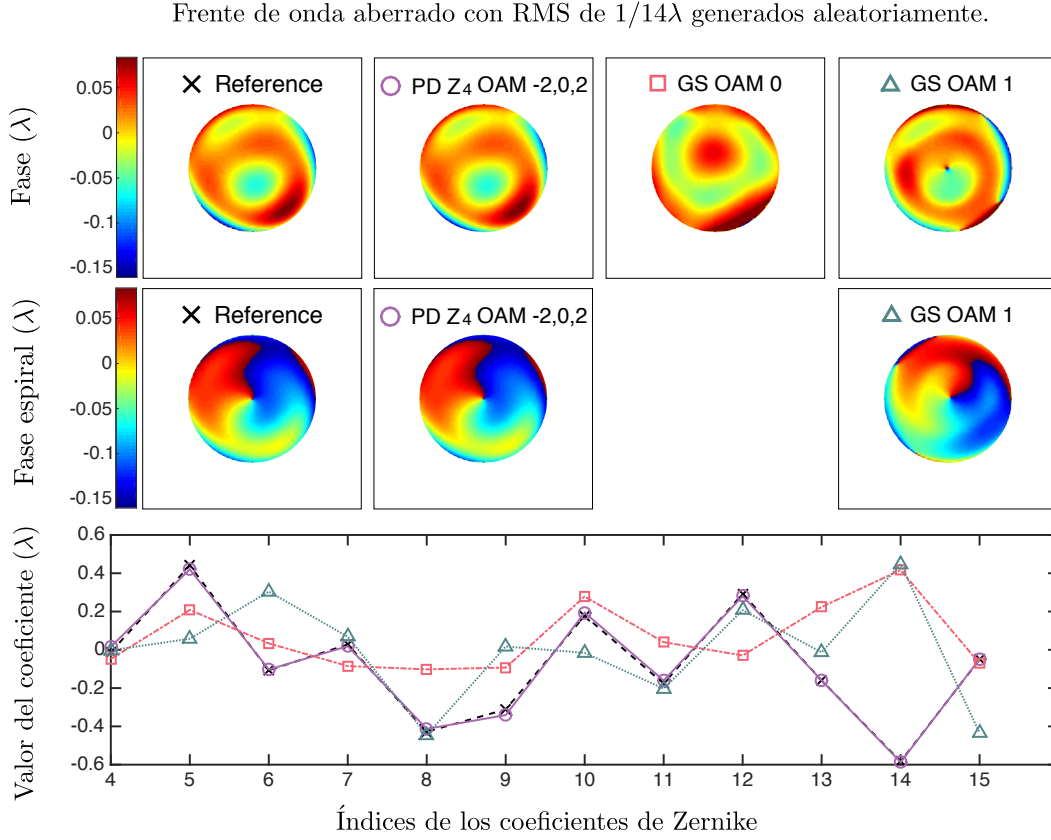 Frente de onda aberrado con RMS de 1/14λ generados aleatoriamente.
Fase (λ)
0.05
0
-0.05
-0.1
-0.15
Reference
PD Z4 OAM -2,0,2
GS OAM 0
GS OAM 1
Fase espiral (λ)
0.05
0
-0.05
-0.1
-0.15
Reference
PD Z4 OAM -2,0,2
GS OAM 1
Valor del coeficiente (λ)
0.6
0.4
0.2
0
-0.2
-0.4
-0.6
4 5 6 7 8 9 10 11 12 13 14 15
Índices de los coeficientes de Zernike